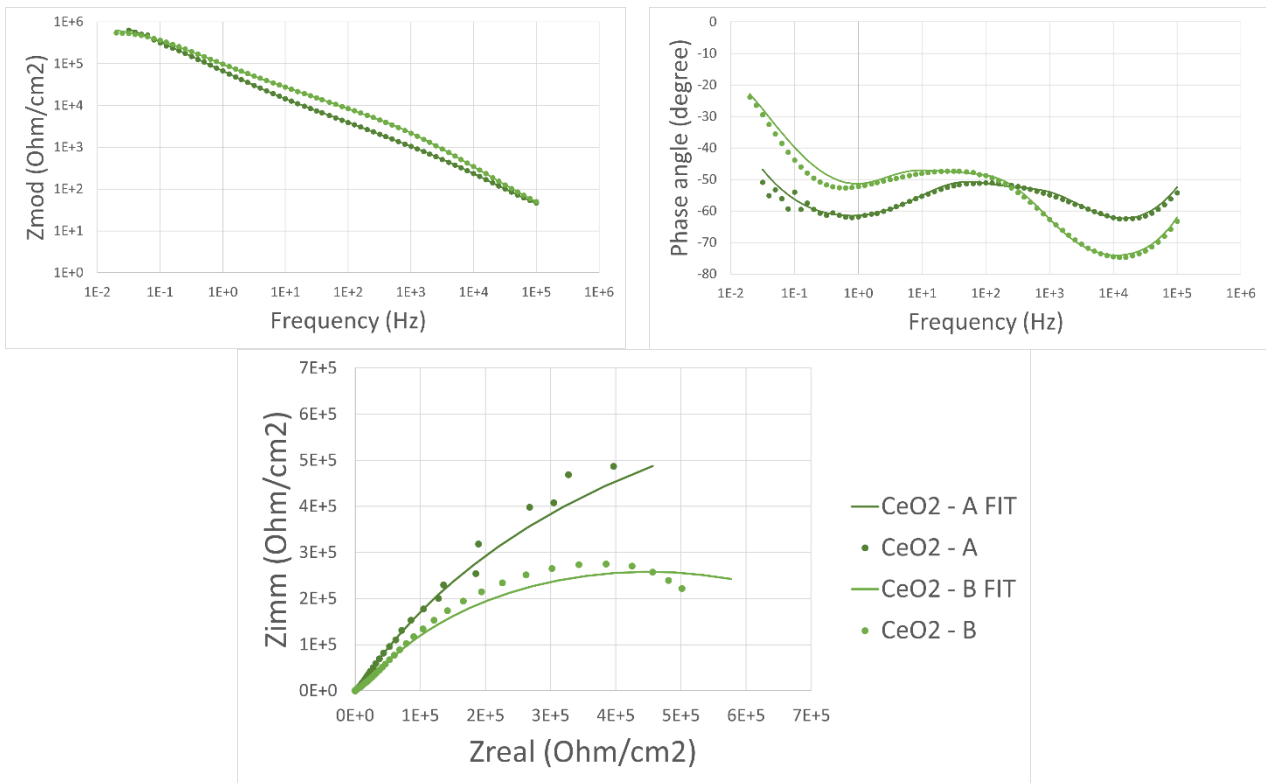 Zmod (Ohm/cm2)
1E+6
1E+5
1E+4
1E+3
1E+2
1E+1
1E+0
1E-2 1E-1 1E+0 1E+1 1E+2 1E+3 1E+4 1E+5 1E+6
Frequency (Hz)
Phase angle (degree)
0
-10
-20
-30
-40
-50
-60
-70
-80
1E-2 1E-1 1E+0 1E+1 1E+2 1E+3 1E+4 1E+5 1E+6
Frequency (Hz)
Zimm (Ohm/cm2)
7E+5
6E+5
5E+5
4E+5
3E+5
2E+5
1E+5
0E+0
0E+0 1E+5 2E+5 3E+5 4E+5 5E+5 6E+5 7E+5
Zreal (Ohm/cm2)
CeO2 - A FIT
CeO2 - A
CeO2 - B FIT
CeO2 - B